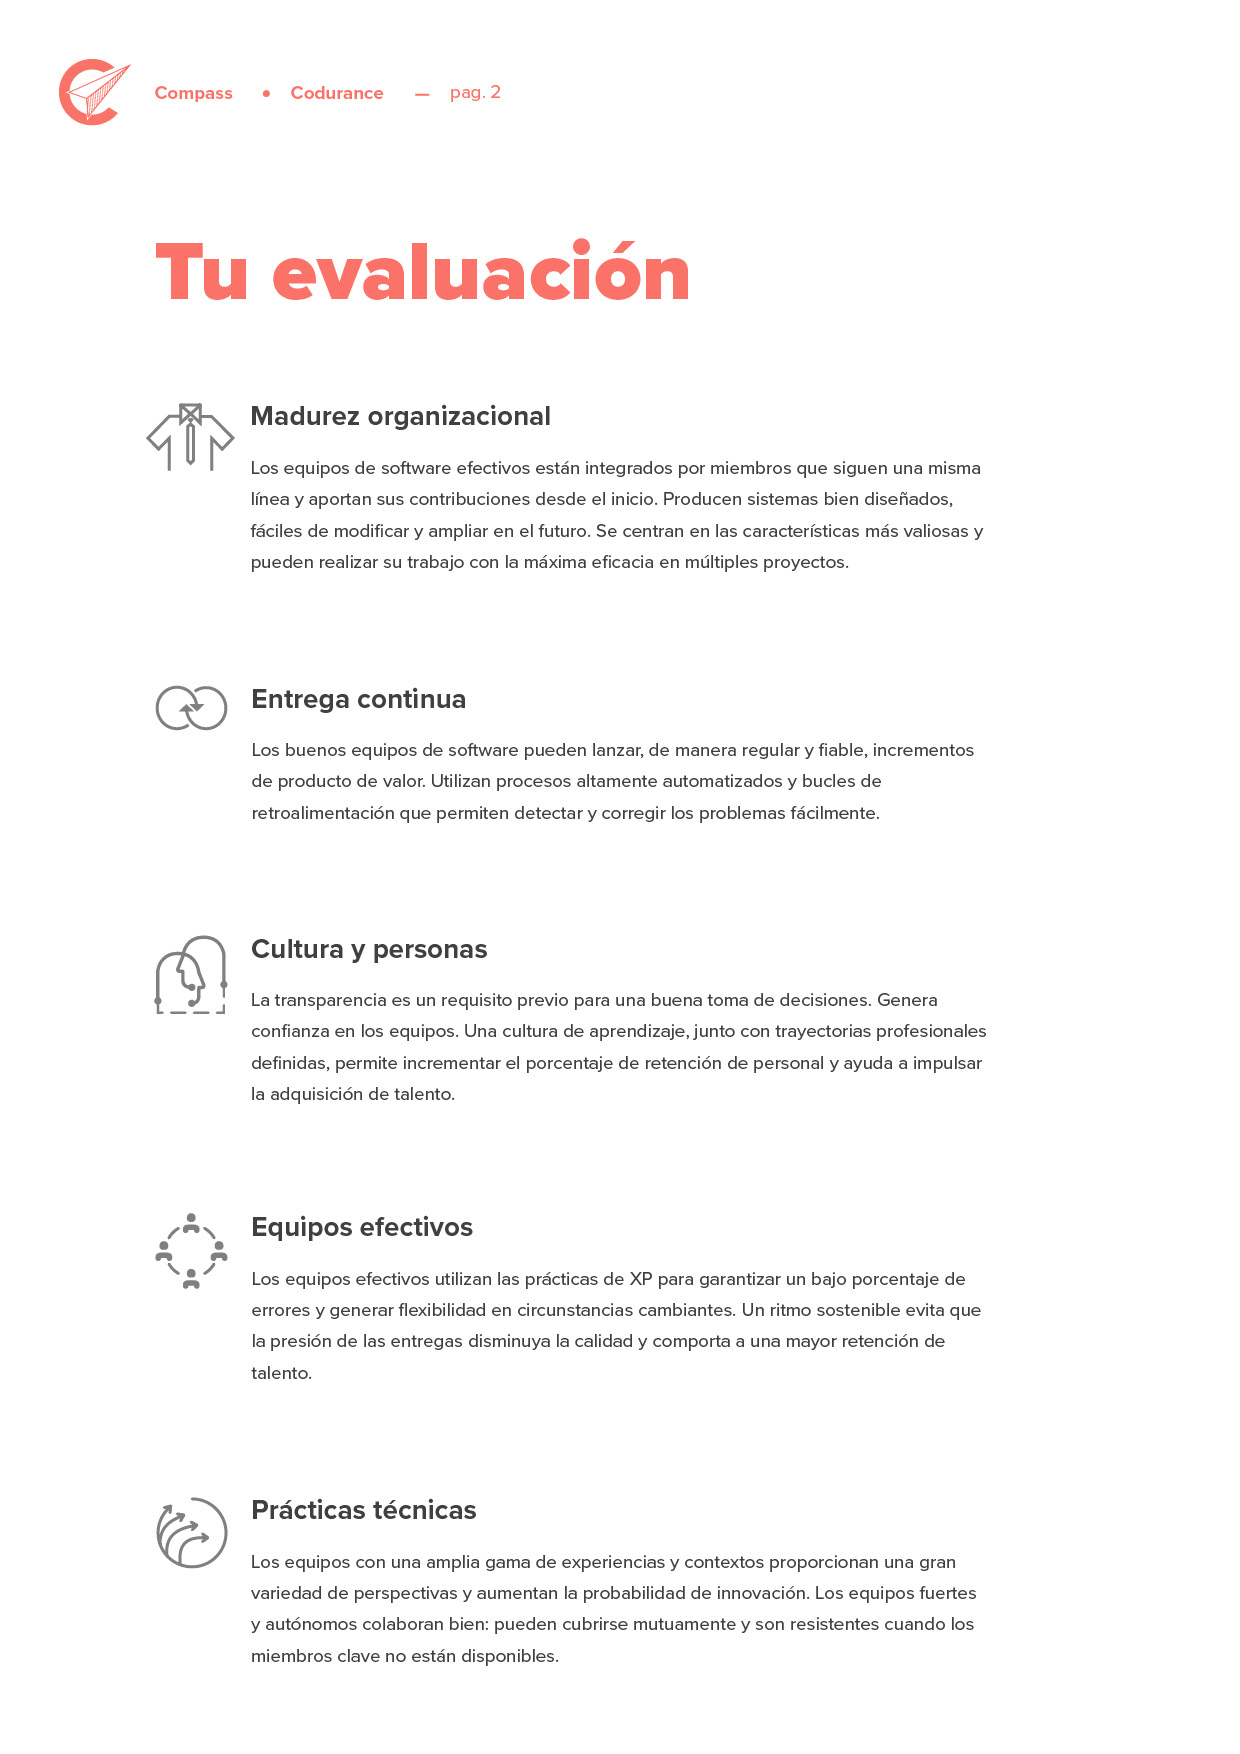 Compass • Codurance — pag. 2
Tu evaluación
Madurez organizacional
Los equipos de software efectivos están integrados por miembros que siguen una misma
línea y aportan sus contribuciones desde el inicio. Producen sistemas bien diseñados,
fáciles de modificar y ampliar en el futuro. Se centran en las características más valiosas y
pueden realizar su trabajo con la máxima eficacia en múltiples proyectos.
Entrega continua
Los buenos equipos de software pueden lanzar, de manera regular y fiable, incrementos
de producto de valor. Utilizan procesos altamente automatizados y bucles de
retroalimentación que permiten detectar y corregir los problemas fácilmente.
Cultura y personas
La transparencia es un requisito previo para una buena toma de decisiones. Genera
confianza en los equipos. Una cultura de aprendizaje, junto con trayectorias profesionales
definidas, permite incrementar el porcentaje de retención de personal y ayuda a impulsar
la adquisición de talento.
Equipos efectivos
Los equipos efectivos utilizan las prácticas de XP para garantizar un bajo porcentaje de
errores y generar flexibilidad en circunstancias cambiantes. Un ritmo sostenible evita que
la presión de las entregas disminuya la calidad y comporta a una mayor retención de
talento.
Prácticas técnicas
Los equipos con una amplia gama de experiencias y contextos proporcionan una gran
variedad de perspectivas y aumentan la probabilidad de innovación. Los equipos fuertes
y autónomos colaboran bien: pueden cubrirse mutuamente y son resistentes cuando los
miembros clave no están disponibles.